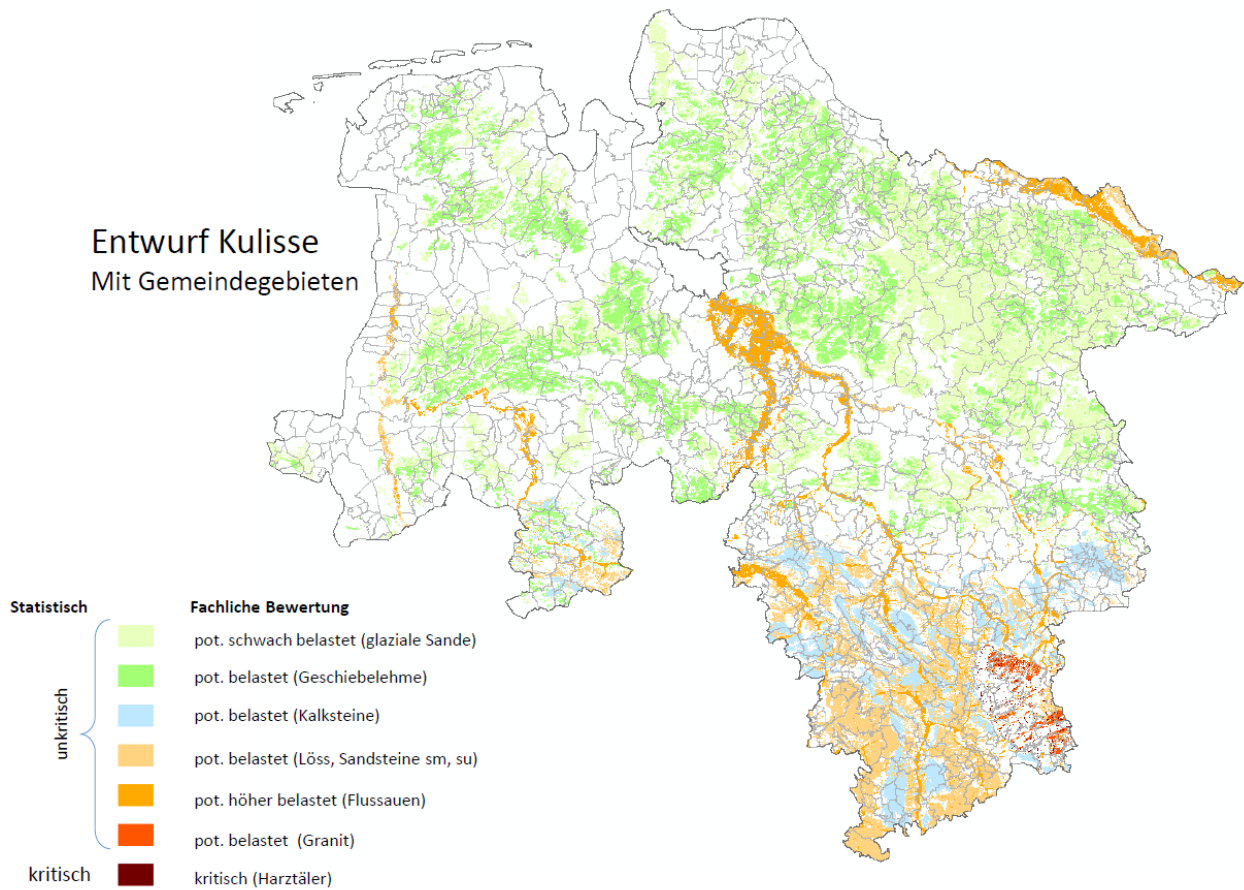 Entwurf Kulisse
Mit Gemeindegebieten
Statistisch Fachliche Bewertung
unkritisch
pot. schwach belastet (glaziale Sande)
pot. belastet (Geschiebelehme)
pot. belastet (Kalksteine)
pot. belastet (Löss, Sandsteine sm, su)
pot. höher belastet (Flussauen)
pot. belastet (Granit)
kritisch kritisch (Harztäler)